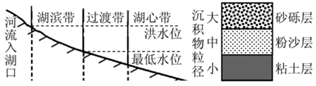 河流入湖口
湖滨带
过渡带
湖心带
洪水位
最低水位
沉积物粒径
大
中
小
砂砾层
粉沙层
粘土层